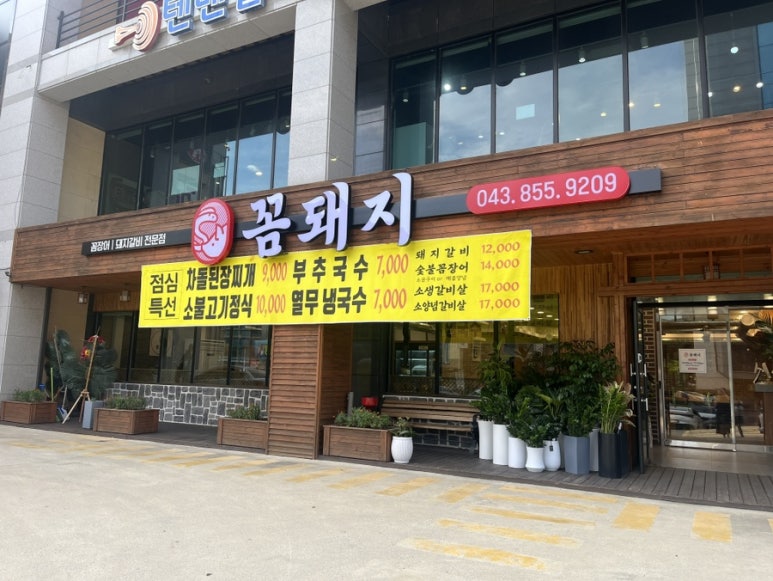 텐텐
꼼장어 | 돼지갈비 전문점
꼼돼지
043.855.9209
점심
특선
차돌된장찌개 9,000
소불고기정식 10,000
부추국수 7,000
열무냉국수 7,000
돼지갈비 12,000
숯불꼼장어 14,000
소생갈비살 17,000
소양념갈비살 17,000